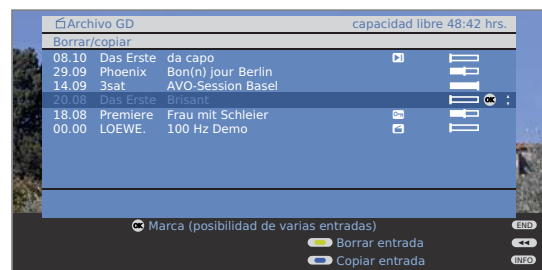 Archivo GD capacidad libre 48:42 hrs.
Borrar/copiar
08.10 Das Erste da capo
29.09 Phoenix Bon(n) jour Berlin
14.09 3sat AVO-Session Basel
20.08 Das Erste Brisant OK
18.08 Premiere Frau mit Schleier
00.00 LOEWE. 100 Hz Demo
OK Marca (posibilidad de varias entradas) END
Borrar entrada
Copiar entrada INFO